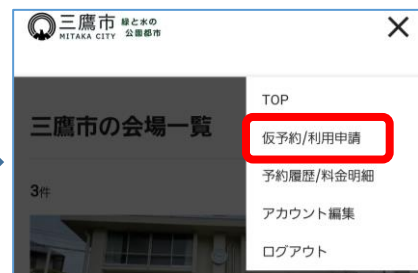 三鷹市 緑と水の
MITAKA CITY 公園都市
TOP
三鷹市の会場一覧
仮予約/利用申請
予約履歴/料金明細
3件
アカウント編集
ログアウト